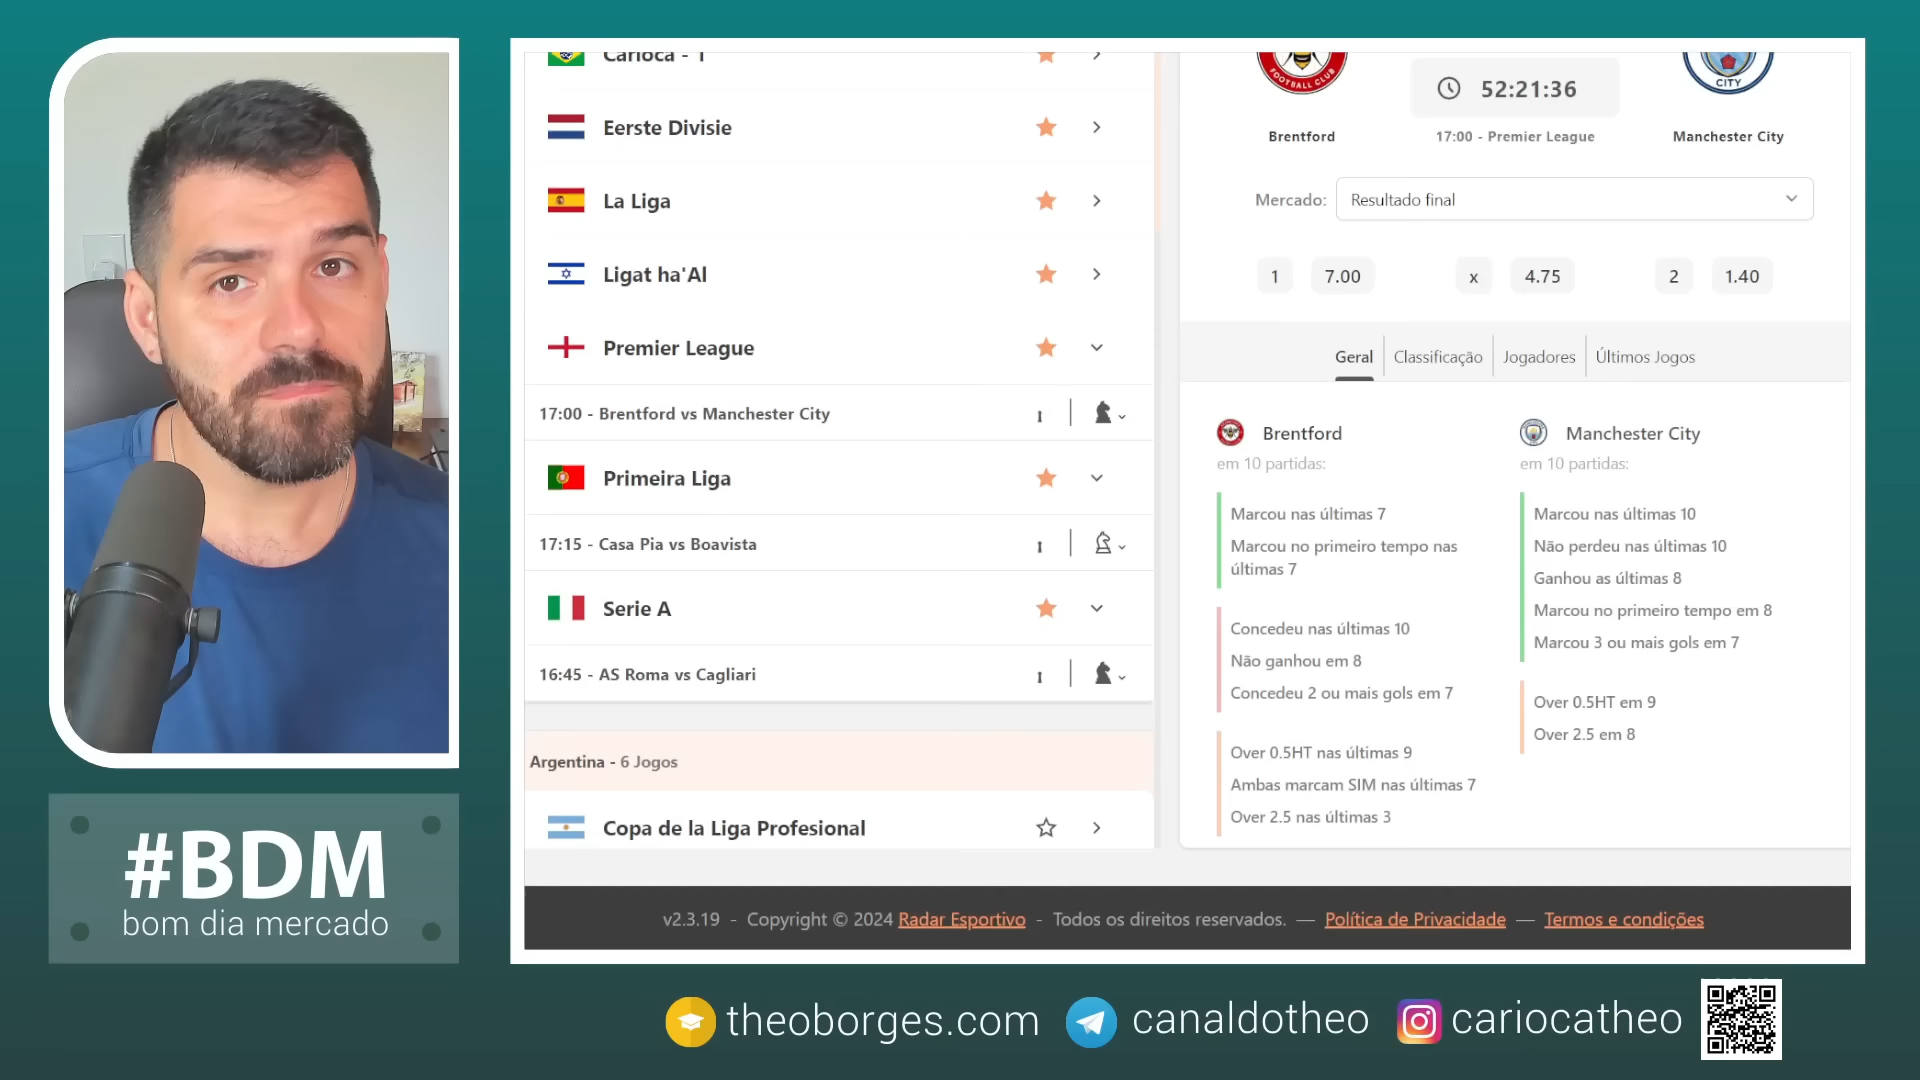 Carioca - 1
Eerste Divisie
La Liga
Ligat ha'Al
Premier League
17:00 - Brentford vs Manchester City
Primeira Liga
17:15 - Casa Pia vs Boavista
Serie A
16:45 - AS Roma vs Cagliari
Argentina - 6 Jogos
Copa de la Liga Profesional
FOOTBALL CLUB
CITY
52:21:36
Brentford
17:00 - Premier League
Manchester City
Mercado: Resultado final
1 7.00 x 4.75 2 1.40
Geral Classificação Jogadores Últimos Jogos
Brentford
em 10 partidas:
Marcou nas últimas 7
Marcou no primeiro tempo nas
últimas 7
Concedeu nas últimas 10
Não ganhou em 8
Concedeu 2 ou mais gols em 7
Over 0.5HT nas últimas 9
Ambas marcam SIM nas últimas 7
Over 2.5 nas últimas 3
Manchester City
em 10 partidas:
Marcou nas últimas 10
Não perdeu nas últimas 10
Ganhou as últimas 8
Marcou no primeiro tempo em 8
Marcou 3 ou mais gols em 7
Over 0.5HT em 9
Over 2.5 em 8
v2.3.19 - Copyright © 2024 Radar Esportivo - Todos os direitos reservados. — Política de Privacidade — Termos e condições
#BDM
bom dia mercado
theoborges.com canaldotheo cariocatheo